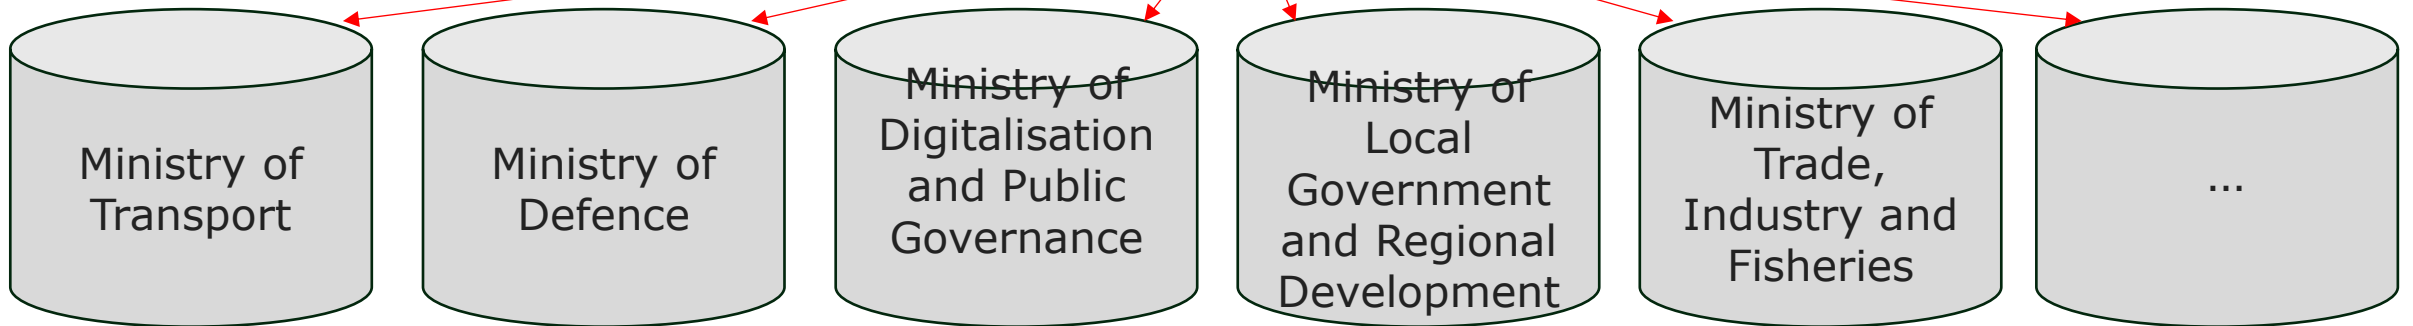 Ministry of
Transport
Ministry of
Defence
Ministry of
Digitalisation
and Public
Governance
Ministry of
Local
Government
and Regional
Development
Ministry of
Trade,
Industry and
Fisheries
...